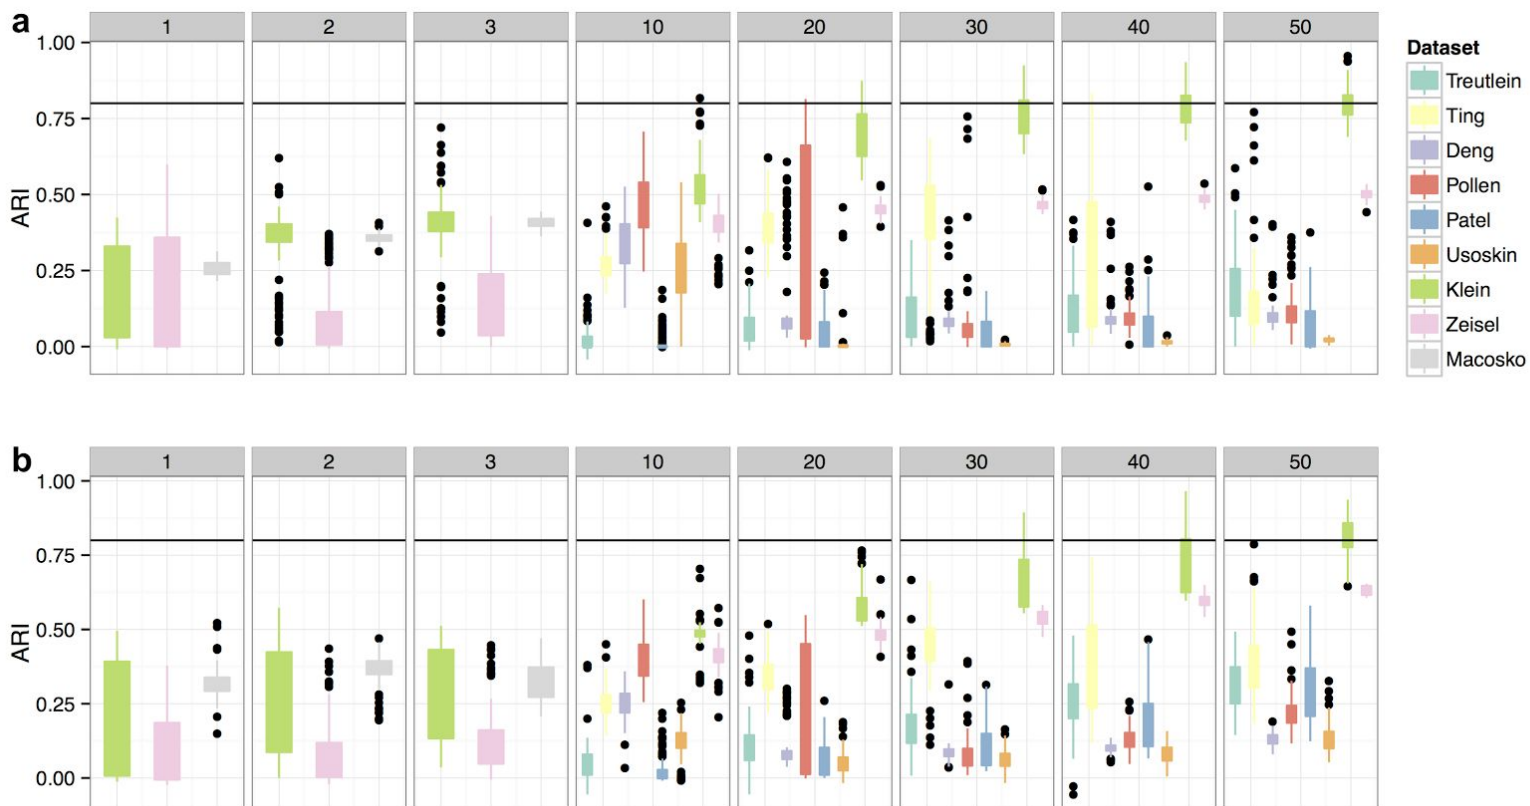 a
1 2 3 10 20 30 40 50
1.00
0.75
0.50
0.25
0.00
ARI
Dataset
Treutlein
Ting
Deng
Pollen
Patel
Usoskin
Klein
Zeisel
Macosko
b
1 2 3 10 20 30 40 50
1.00
0.75
0.50
0.25
0.00
ARI